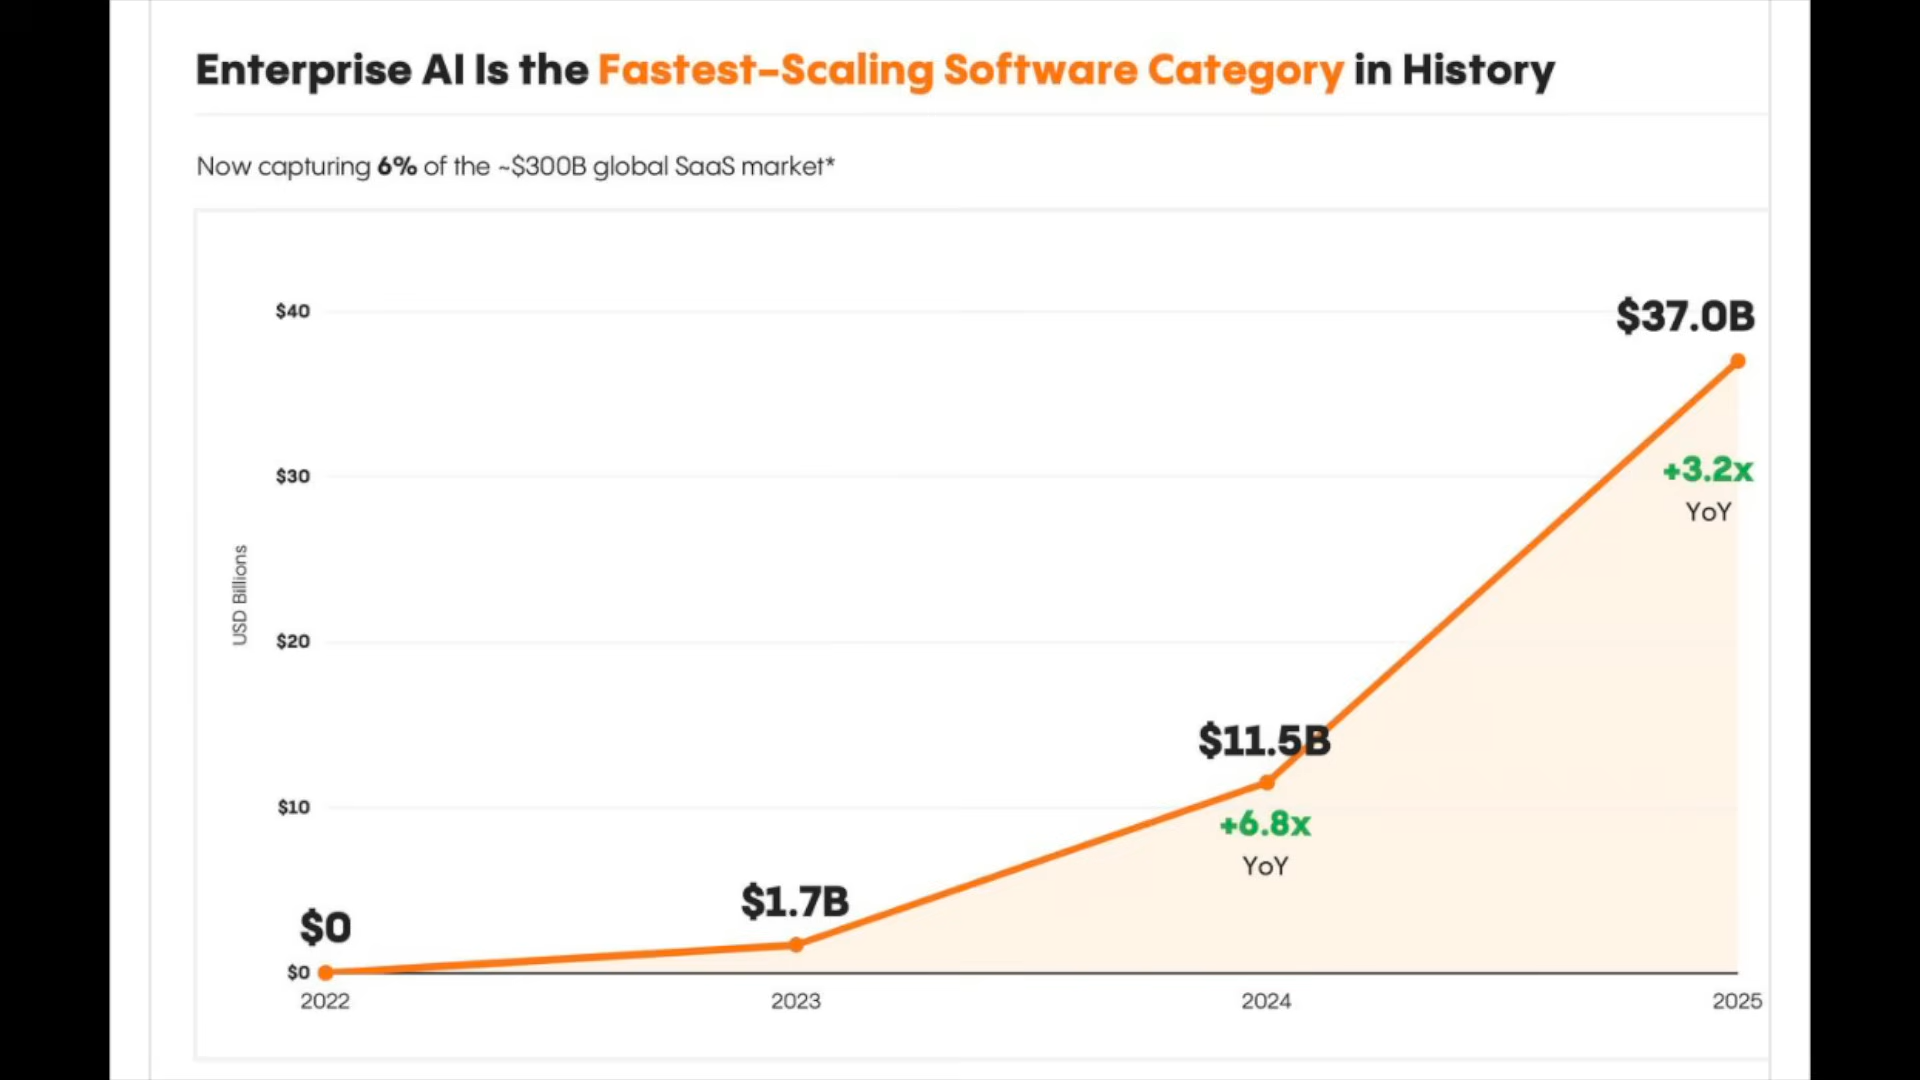 Enterprise AI Is the Fastest-Scaling Software Category in History
Now capturing 6% of the ~$300B global SaaS market*
USD Billions
$40
$30
$20
$10
$0
$0
$1.7B
$11.5B
+6.8x
YoY
$37.0B
+3.2x
YoY
2022
2023
2024
2025